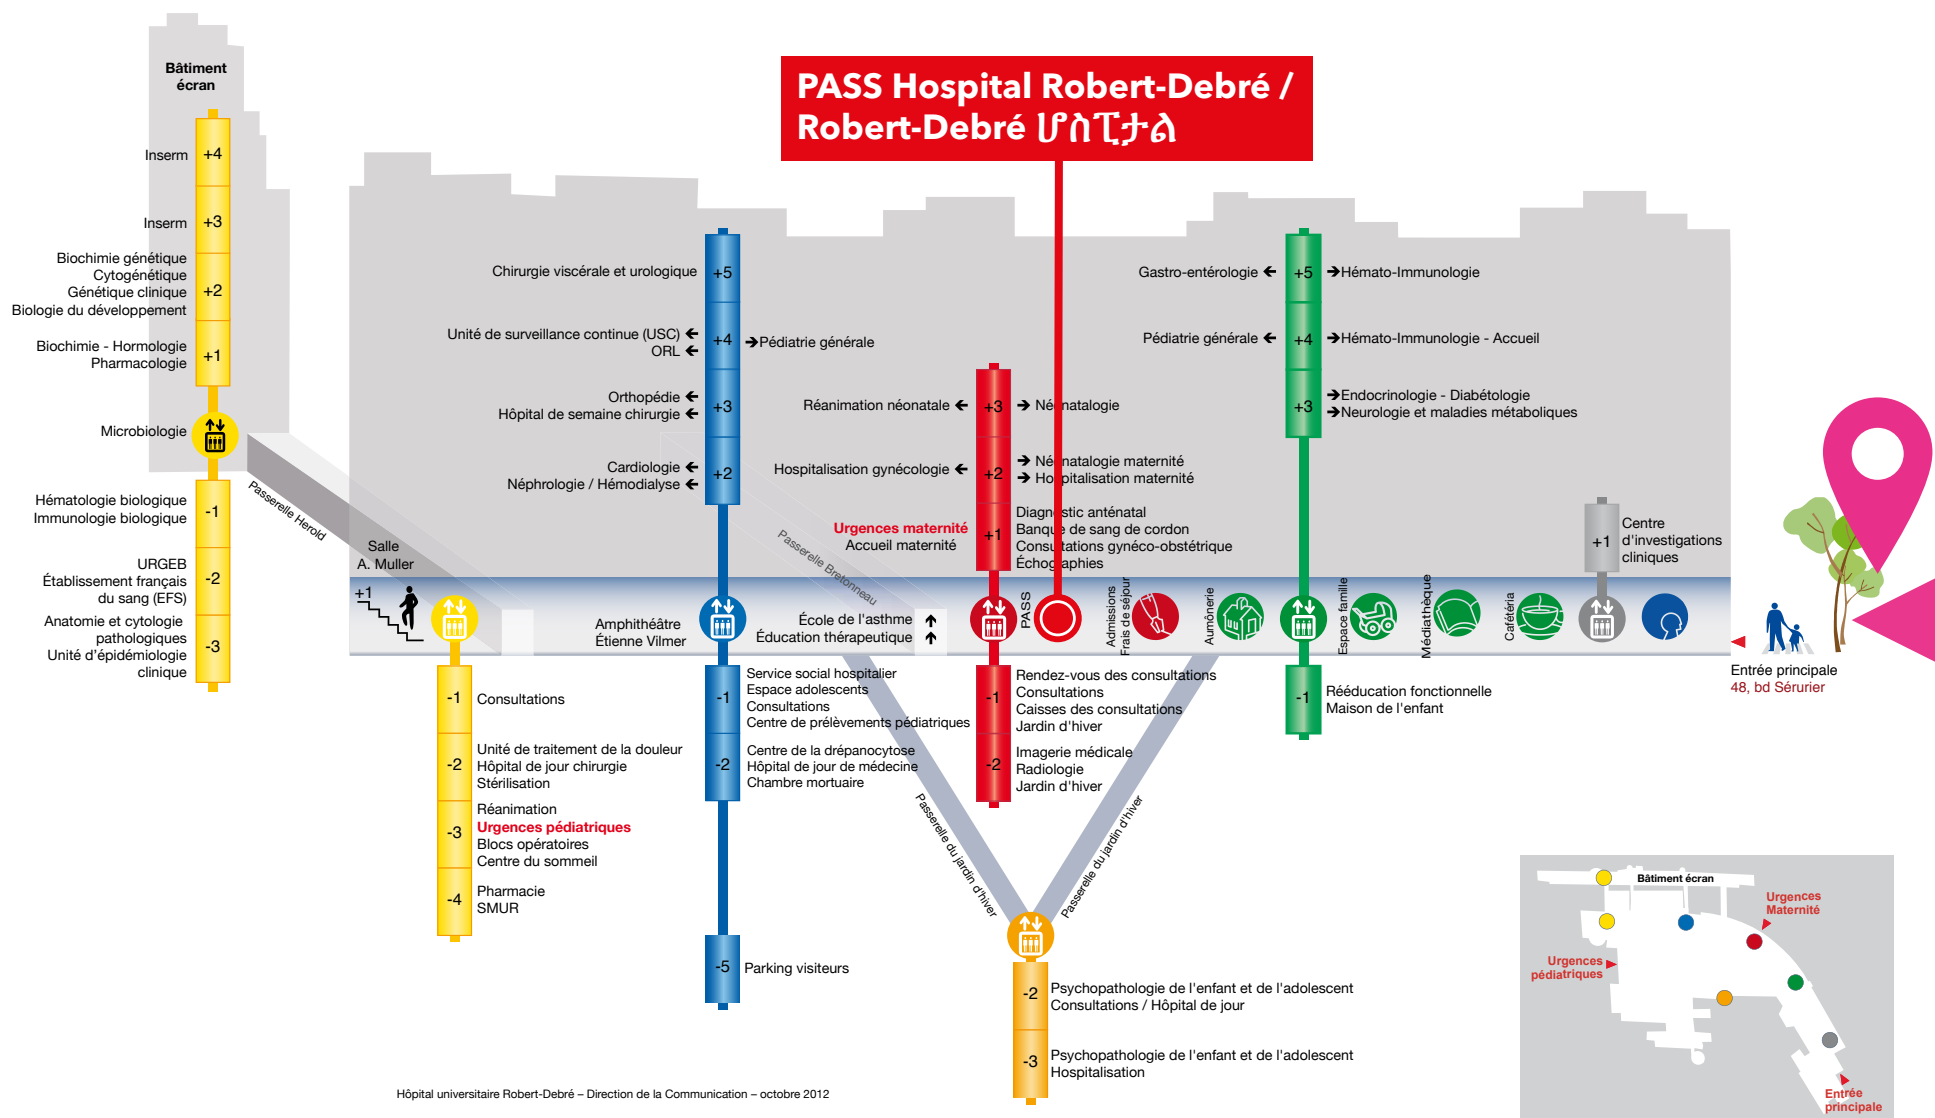 Bâtiment
écran
PASS Hospital Robert-Debré /
Robert-Debré ሆስፒታል
Inserm
+4
Inserm
+3
Biochimie génétique
Cytogénétique
Génétique clinique
Biologie du développement
+2
Biochimie - Hormologie
Pharmacologie
+1
Microbiologie
Hématologie biologique
Immunologie biologique
-1
URGEB
Établissement français
du sang (EFS)
-2
Anatomie et cytologie
pathologiques
Unité d'épidémiologie
clinique
-3
Passerelle Herold
Salle
A. Muller
+1
-1
Consultations
-2
Unité de traitement de la douleur
Hôpital de jour chirurgie
Stérilisation
-3
Réanimation
Urgences pédiatriques
Blocs opératoires
Centre du sommeil
-4
Pharmacie
SMUR
Chirurgie viscérale et urologique
+5
Unité de surveillance continue (USC)
ORL
+4
Pédiatrie générale
Orthopédie
Hôpital de semaine chirurgie
+3
Cardiologie
Néphrologie / Hémodialyse
+2
Passerelle Bretonneau
Amphithéâtre
Étienne Vilmer
École de l'asthme
Éducation thérapeutique
-1
Service social hospitalier
Espace adolescents
Consultations
Centre de prélèvements pédiatriques
-2
Centre de la drépanocytose
Hôpital de jour de médecine
Chambre mortuaire
-5
Parking visiteurs
Réanimation néonatale
+3
Néonatalogie
Hospitalisation gynécologie
+2
Néonatalogie maternité
Hospitalisation maternité
Urgences maternité
Accueil maternité
+1
Diagnostic anténatal
Banque de sang de cordon
Consultations gynéco-obstétrique
Échographies
PASS
Admissions
Frais de séjour
Aumônerie
Espace famille
Médiathèque
Cafétéria
-1
Rendez-vous des consultations
Consultations
Caisses des consultations
Jardin d'hiver
-2
Imagerie médicale
Radiologie
Jardin d'hiver
Passerelle du jardin d'hiver
Passerelle du jardin d'hiver
-2
Psychopathologie de l'enfant et de l'adolescent
Consultations / Hôpital de jour
-3
Psychopathologie de l'enfant et de l'adolescent
Hospitalisation
Gastro-entérologie
+5
Hémato-Immunologie
Pédiatrie générale
+4
Hémato-Immunologie - Accueil
+3
Endocrinologie - Diabétologie
Neurologie et maladies métaboliques
-1
Rééducation fonctionnelle
Maison de l'enfant
+1
Centre
d'investigations
cliniques
Entrée principale
48, bd Sérurier
Bâtiment écran
Urgences
Maternité
Urgences
pédiatriques
Entrée
principale
Hôpital universitaire Robert-Debré – Direction de la Communication – octobre 2012